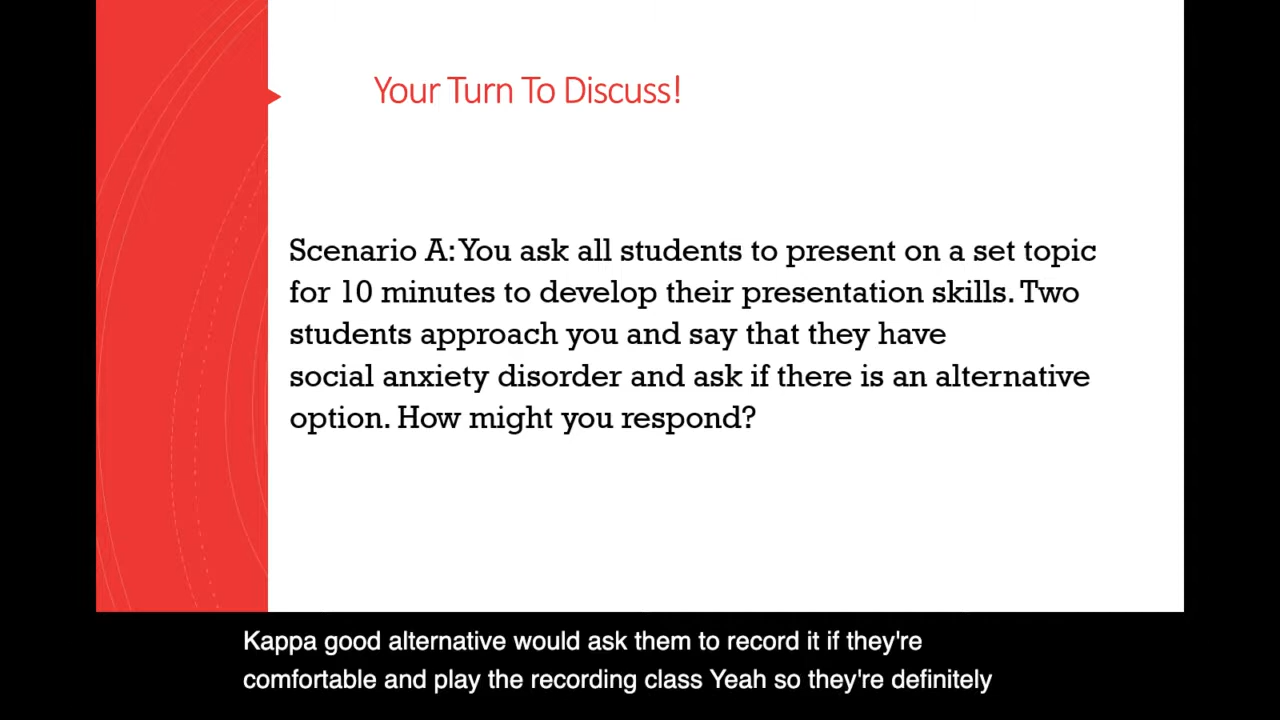 Your Turn To Discuss!
Scenario A: You ask all students to present on a set topic
for 10 minutes to develop their presentation skills. Two
students approach you and say that they have
social anxiety disorder and ask if there is an alternative
option. How might you respond?
Kappa good alternative would ask them to record it if they're
comfortable and play the recording class Yeah so they're definitely